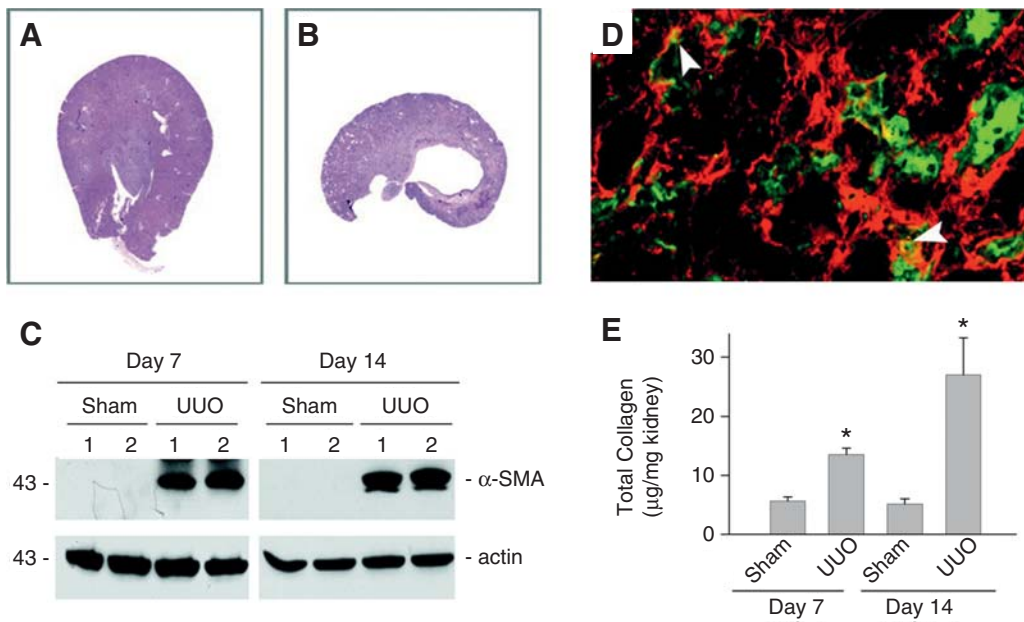 A
B
D
C
Day 7
Day 14
Sham
UUO
Sham
UUO
1 2 1 2 1 2 1 2
43 -
- α-SMA
43 -
- actin
E
Total Collagen
(μg/mg kidney)
30
20
10
0
*
*
Sham
UUO
Sham
UUO
Day 7
Day 14